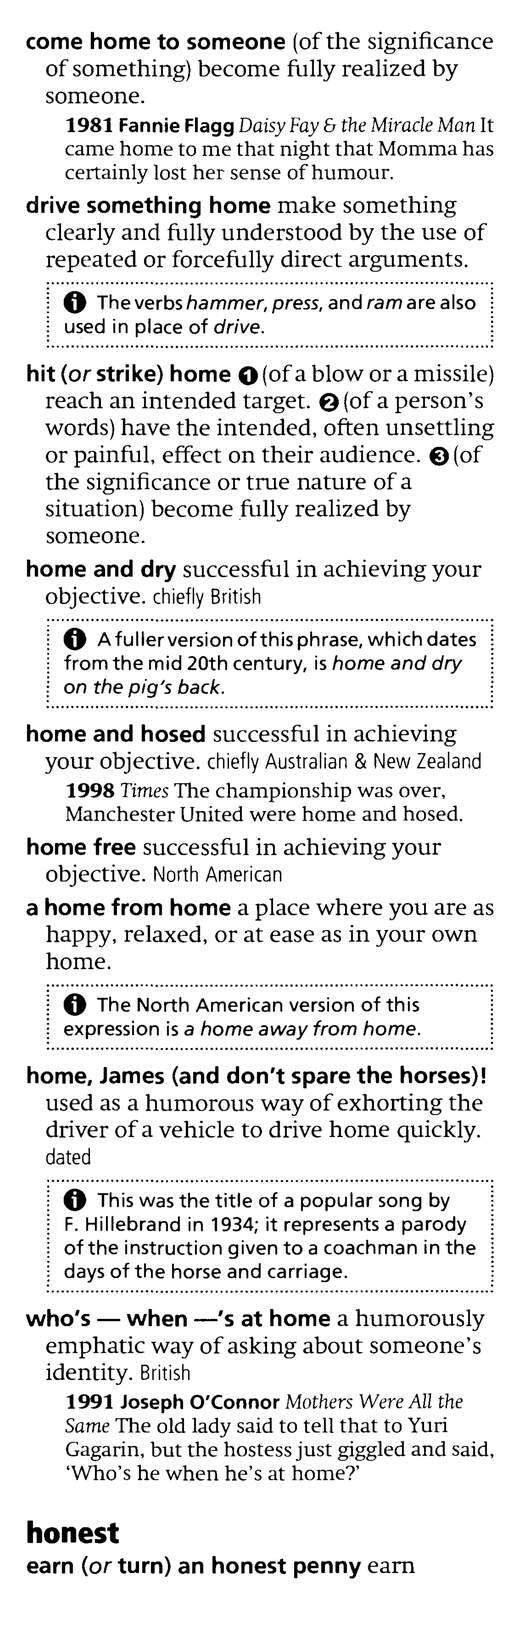 come home to someone (of the significance
of something) become fully realized by
someone.
1981 Fannie Flagg Daisy Fay & the Miracle Man It
came home to me that night that Momma has
certainly lost her sense of humour.
drive something home make something
clearly and fully understood by the use of
repeated or forcefully direct arguments.
ℹ The verbs hammer, press, and ram are also
used in place of drive.
hit (or strike) home ❶ (of a blow or a missile)
reach an intended target. ❷ (of a person's
words) have the intended, often unsettling
or painful, effect on their audience. ❸ (of
the significance or true nature of a
situation) become fully realized by
someone.
home and dry successful in achieving your
objective. chiefly British
ℹ A fuller version of this phrase, which dates
from the mid 20th century, is home and dry
on the pig's back.
home and hosed successful in achieving
your objective. chiefly Australian & New Zealand
1998 Times The championship was over,
Manchester United were home and hosed.
home free successful in achieving your
objective. North American
a home from home a place where you are as
happy, relaxed, or at ease as in your own
home.
ℹ The North American version of this
expression is a home away from home.
home, James (and don't spare the horses)!
used as a humorous way of exhorting the
driver of a vehicle to drive home quickly.
dated
ℹ This was the title of a popular song by
F. Hillebrand in 1934; it represents a parody
of the instruction given to a coachman in the
days of the horse and carriage.
who's — when —'s at home a humorously
emphatic way of asking about someone's
identity. British
1991 Joseph O'Connor Mothers Were All the
Same The old lady said to tell that to Yuri
Gagarin, but the hostess just giggled and said,
‘Who's he when he's at home?’
honest
earn (or turn) an honest penny earn